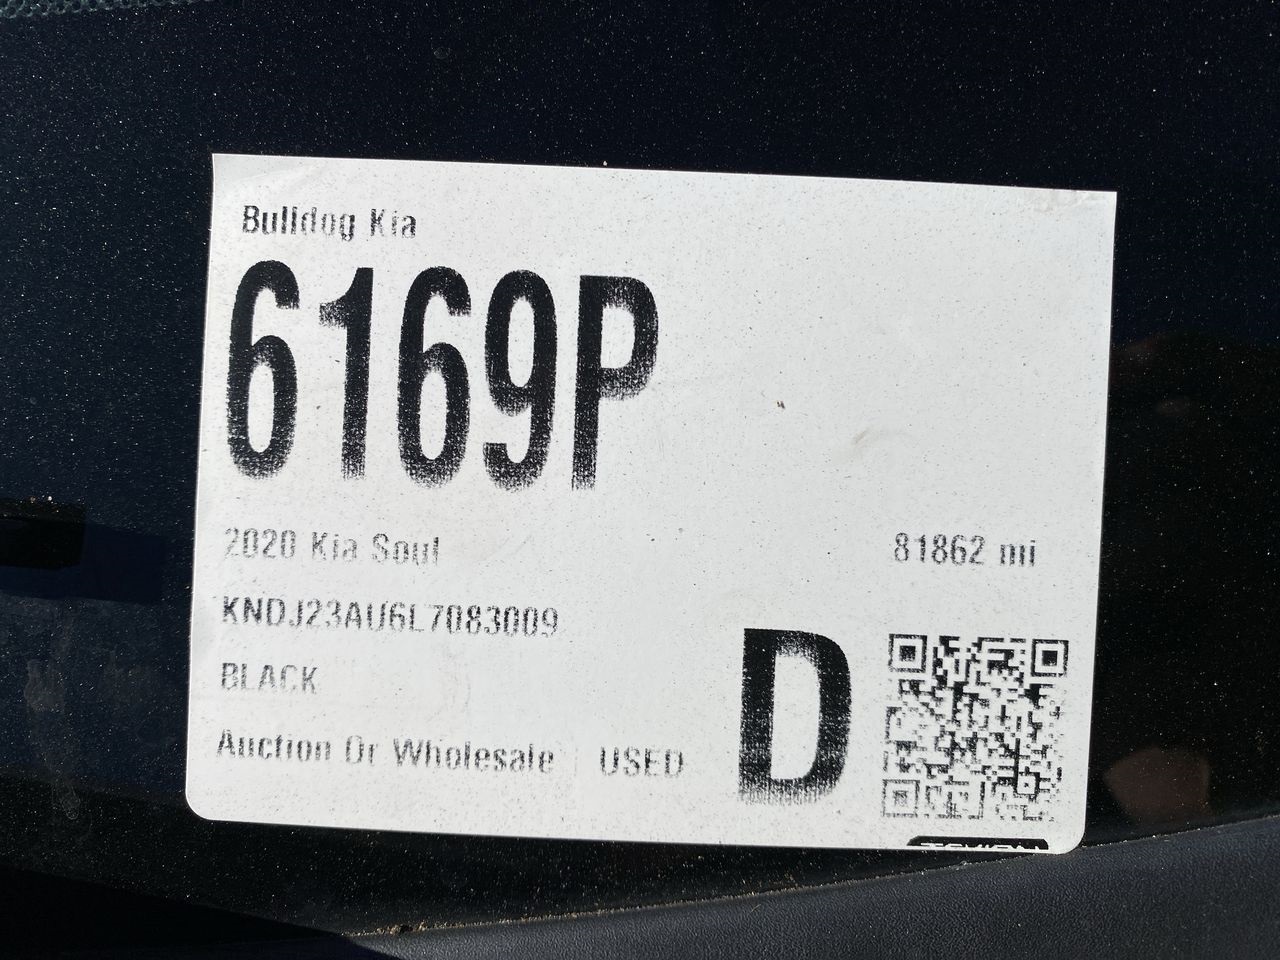 Bulldog Kia
6169P
2020 Kia Soul 81862 mi
KNDJ23AU6L7083009
BLACK
D
Auction Or Wholesale | USED